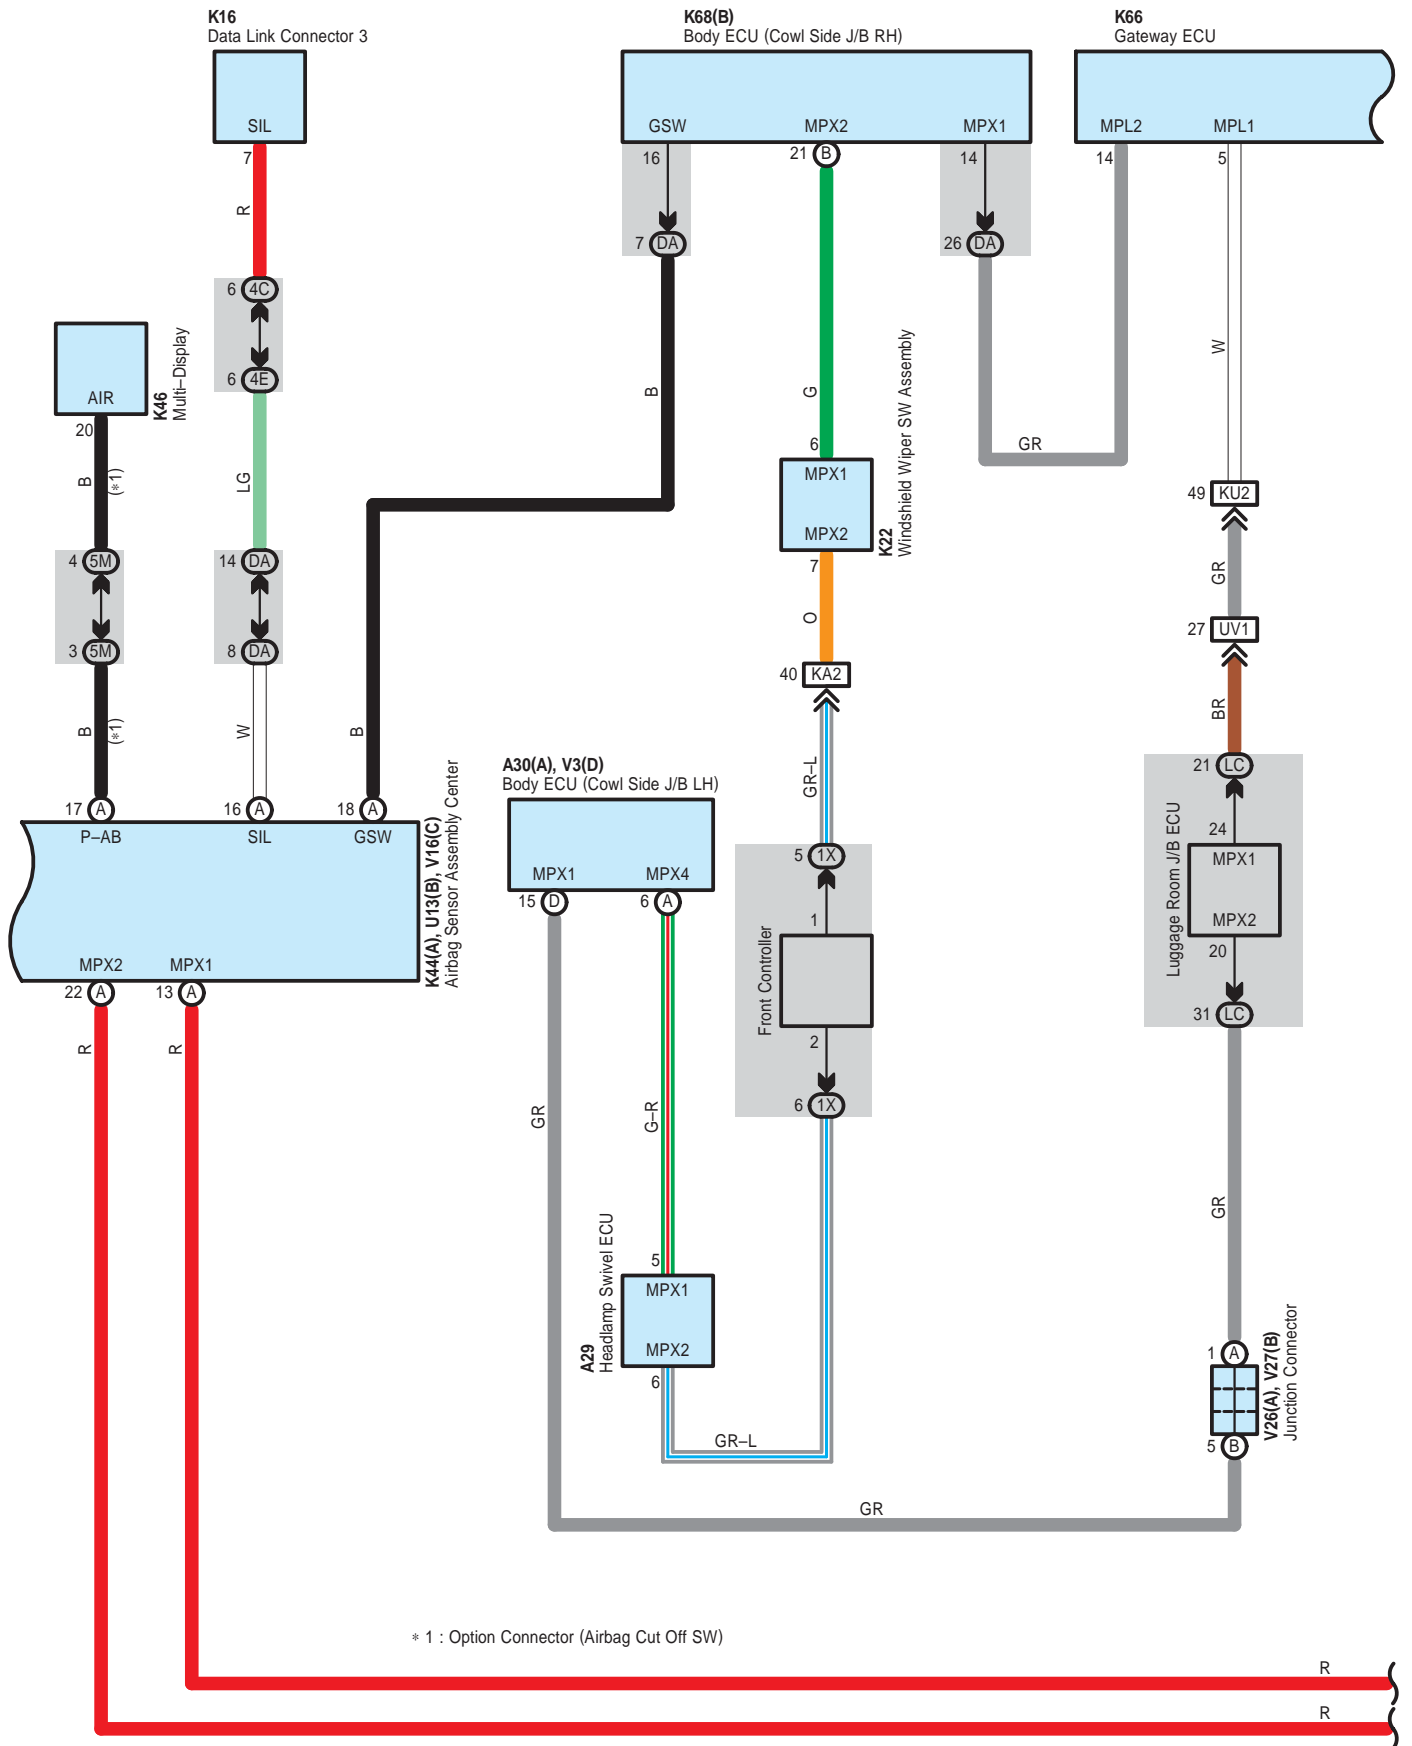 K16
Data Link Connector 3
K68(B)
Body ECU (Cowl Side J/B RH)
K66
Gateway ECU
SIL
GSW
MPX2
MPX1
MPL2
MPL1
7
16
21 B
14
14
5
R
7 DA
26 DA
6 4C
6 4E
AIR
K46
Multi–Display
20
B
(∗1)
LG
B
G
GR
W
6
MPX1
MPX2
K22
Windshield Wiper SW Assembly
7
49 KU2
GR
4 5M
14 DA
O
27 UV1
3 5M
8 DA
40 KA2
B
(∗1)
W
B
BR
GR–L
A30(A), V3(D)
Body ECU (Cowl Side J/B LH)
21 LC
17 A
16 A
18 A
P–AB
SIL
GSW
K44(A), U13(B), V16(C)
Airbag Sensor Assembly Center
5 1X
24
MPX1
MPX2
20
Luggage Room J/B ECU
MPX1
MPX4
15 D
6 A
1
Front Controller
2
MPX2
MPX1
22 A
13 A
31 LC
R
R
6 1X
GR
G–R
GR
5
MPX1
MPX2
A29
Headlamp Swivel ECU
6
GR–L
1 A
V26(A), V27(B)
Junction Connector
5 B
GR
∗ 1 : Option Connector (Airbag Cut Off SW)
R
R